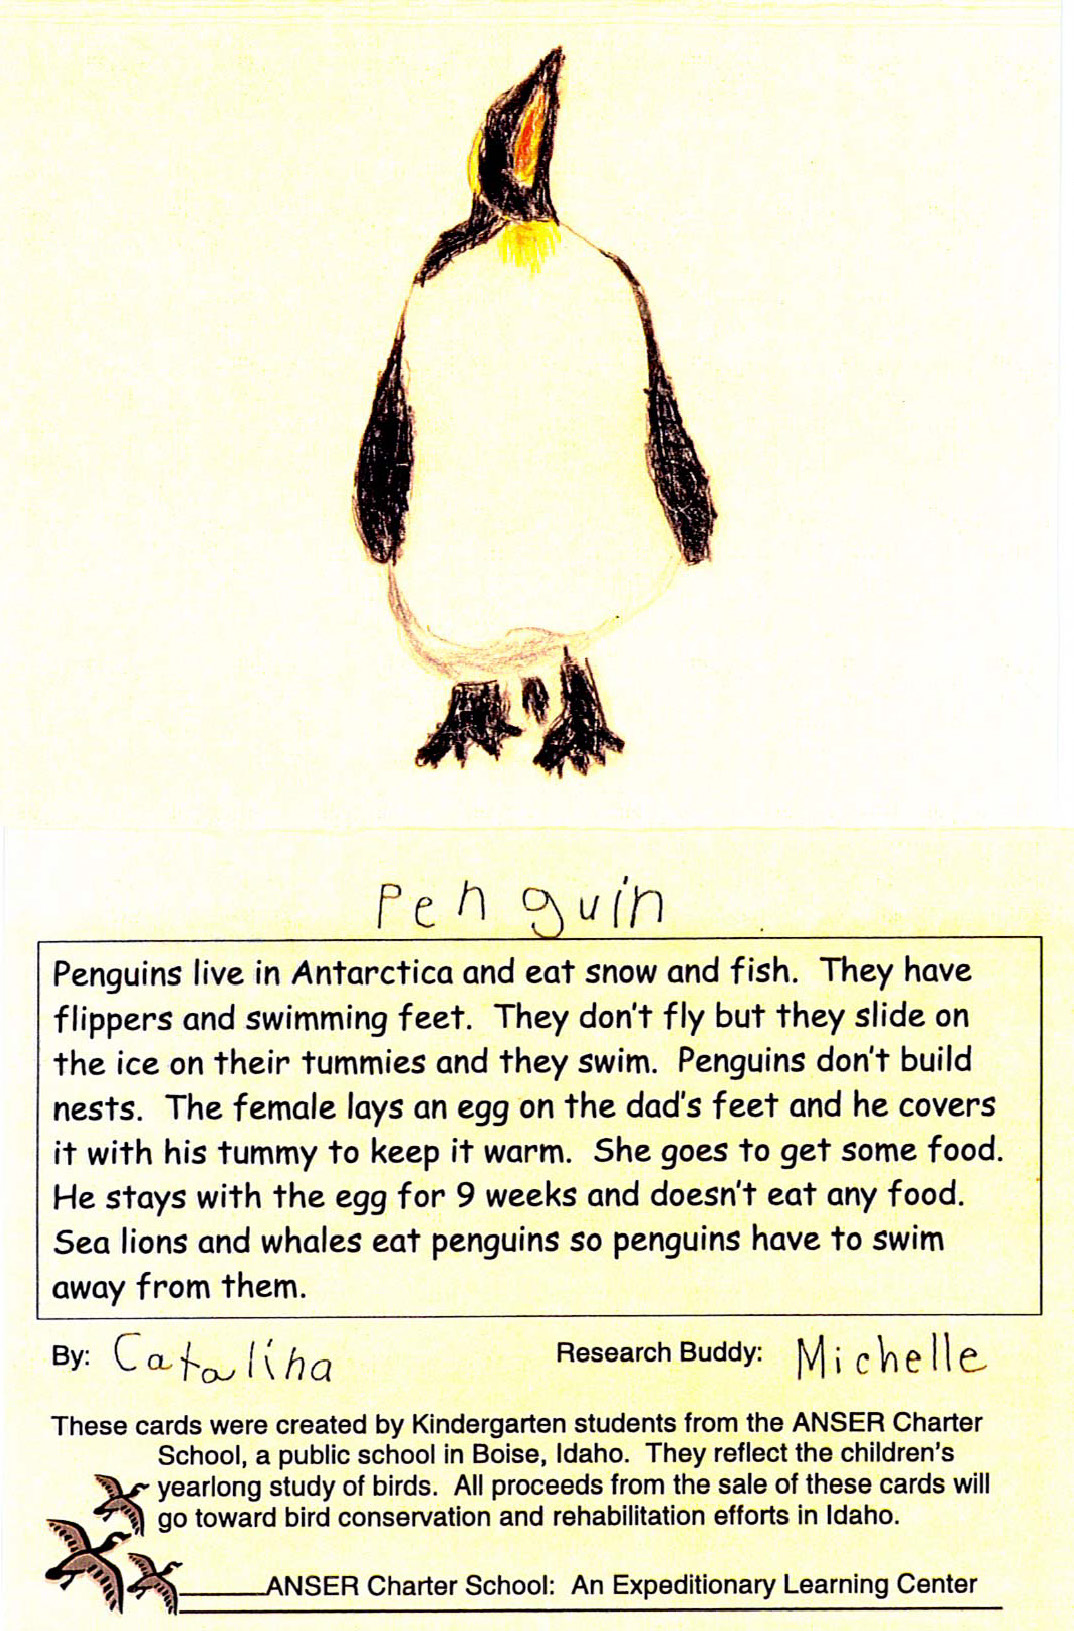 Penguin
Penguins live in Antarctica and eat snow and fish. They have
flippers and swimming feet. They don't fly but they slide on
the ice on their tummies and they swim. Penguins don't build
nests. The female lays an egg on the dad's feet and he covers
it with his tummy to keep it warm. She goes to get some food.
He stays with the egg for 9 weeks and doesn't eat any food.
Sea lions and whales eat penguins so penguins have to swim
away from them.
By: Catalina Research Buddy: Michelle
These cards were created by Kindergarten students from the ANSER Charter
School, a public school in Boise, Idaho. They reflect the children's
yearlong study of birds. All proceeds from the sale of these cards will
go toward bird conservation and rehabilitation efforts in Idaho.
ANSER Charter School: An Expeditionary Learning Center